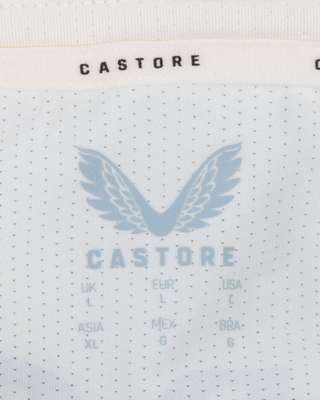 CASTORE
CASTORE
UK EUR USA
L L L
ASIA MEX BRA
XL G G